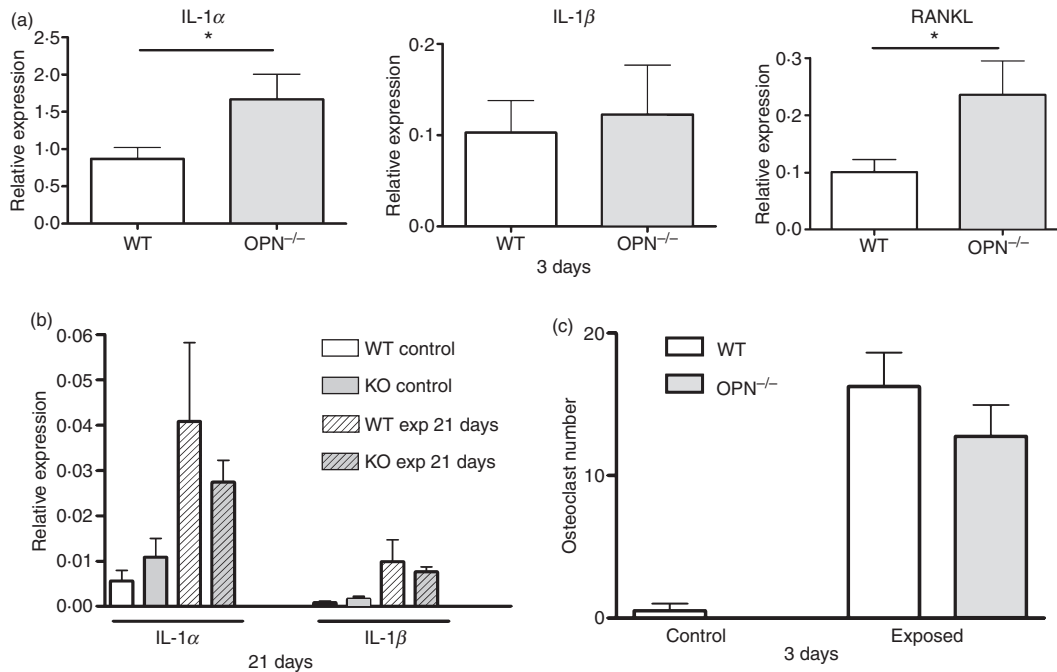 (a)
IL-1α
*
Relative expression
2·5
2·0
1·5
1·0
0·5
0·0
WT
OPN–/–
IL-1β
Relative expression
0·2
0·1
0·0
WT
OPN–/–
3 days
RANKL
*
Relative expression
0·3
0·2
0·1
0·0
WT
OPN–/–
(b)
Relative expression
0·06
0·05
0·04
0·03
0·02
0·01
0·00
WT control
KO control
WT exp 21 days
KO exp 21 days
IL-1α
IL-1β
21 days
(c)
Osteoclast number
20
10
0
WT
OPN–/–
Control
Exposed
3 days